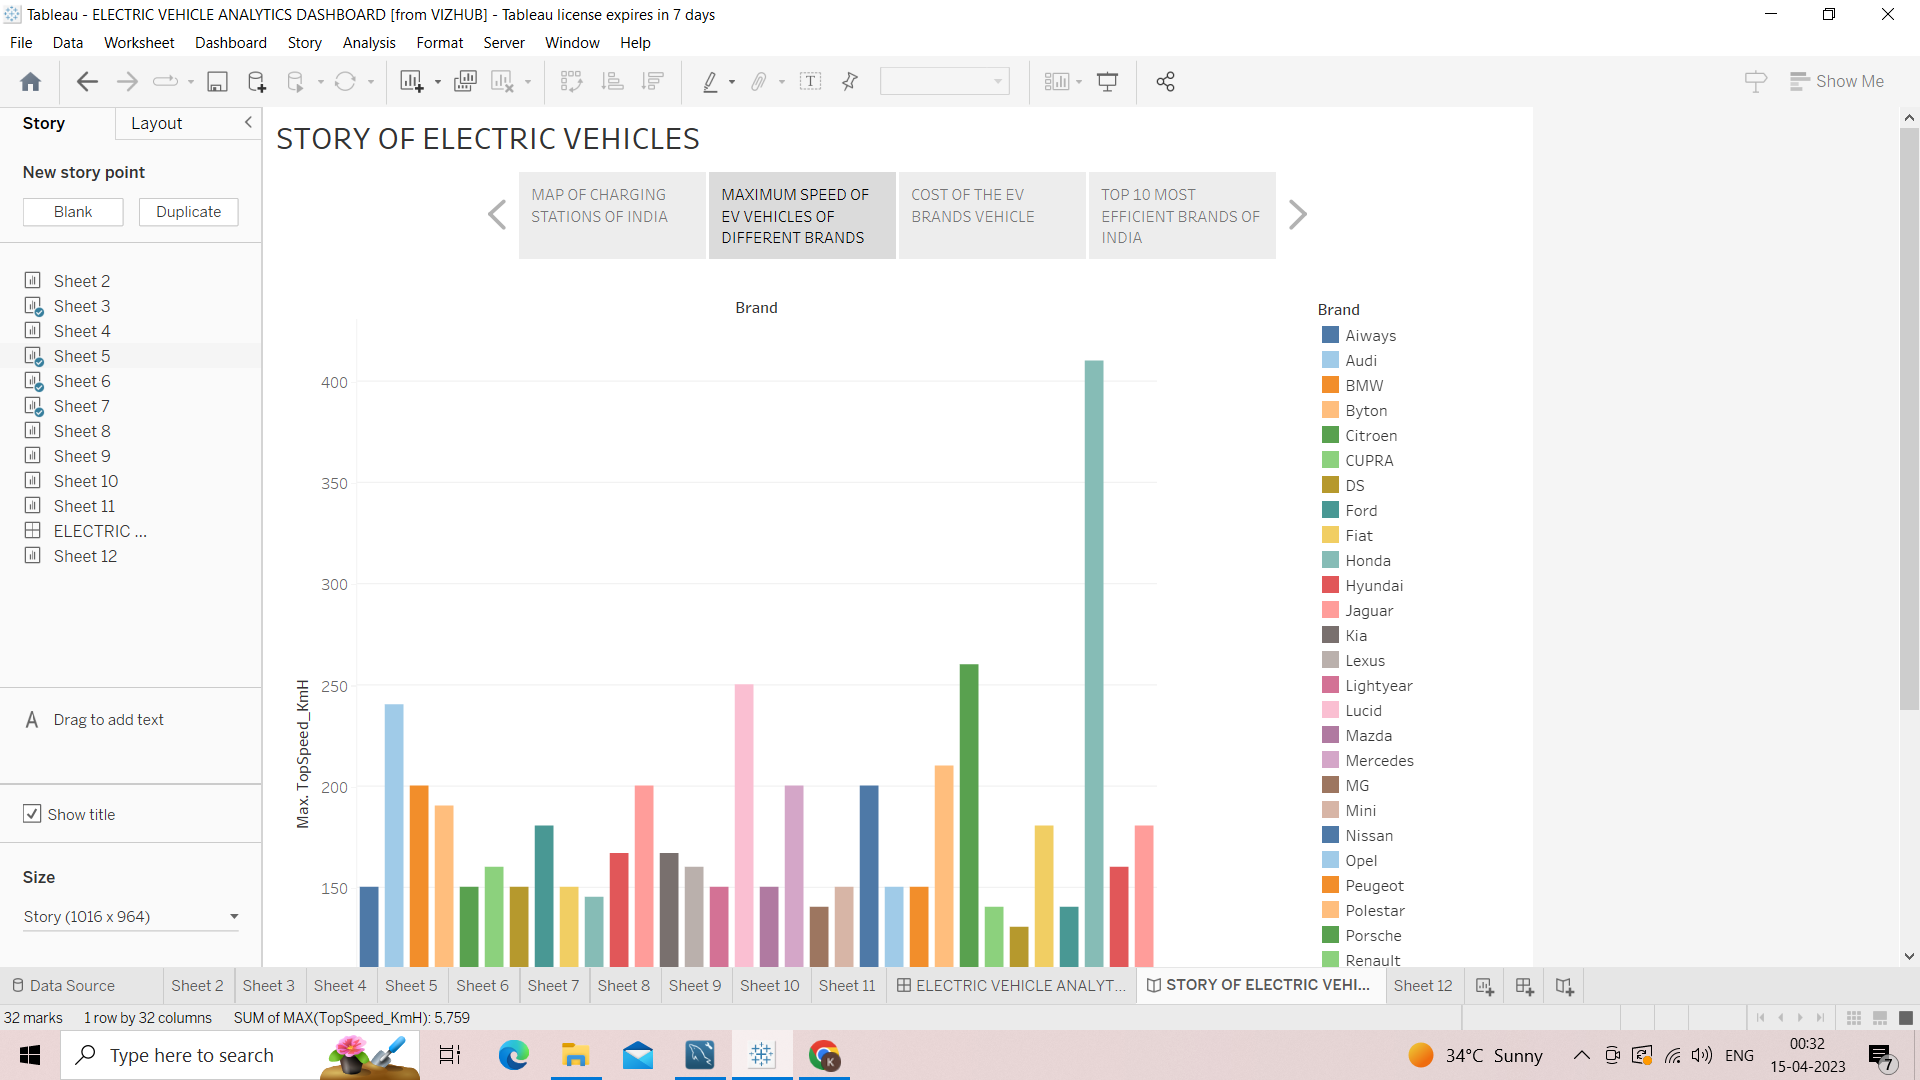 Tableau - ELECTRIC VEHICLE ANALYTICS DASHBOARD [from VIZHUB] - Tableau license expires in 7 days
File Data Worksheet Dashboard Story Analysis Format Server Window Help
Show Me
Story Layout
New story point
Blank Duplicate
Sheet 2
Sheet 3
Sheet 4
Sheet 5
Sheet 6
Sheet 7
Sheet 8
Sheet 9
Sheet 10
Sheet 11
ELECTRIC ...
Sheet 12
A Drag to add text
Show title
Size
Story (1016 x 964)
STORY OF ELECTRIC VEHICLES
MAP OF CHARGING
STATIONS OF INDIA
MAXIMUM SPEED OF
EV VEHICLES OF
DIFFERENT BRANDS
COST OF THE EV
BRANDS VEHICLE
TOP 10 MOST
EFFICIENT BRANDS OF
INDIA
Brand
400
350
300
250
200
150
Max. TopSpeed_KmH
Brand
Aiways
Audi
BMW
Byton
Citroen
CUPRA
DS
Ford
Fiat
Honda
Hyundai
Jaguar
Kia
Lexus
Lightyear
Lucid
Mazda
Mercedes
MG
Mini
Nissan
Opel
Peugeot
Polestar
Porsche
Renault
Data Source Sheet 2 Sheet 3 Sheet 4 Sheet 5 Sheet 6 Sheet 7 Sheet 8 Sheet 9 Sheet 10 Sheet 11 ELECTRIC VEHICLE ANALYT... STORY OF ELECTRIC VEHI... Sheet 12
32 marks 1 row by 32 columns SUM of MAX(TopSpeed_KmH): 5,759
Type here to search
K
34°C Sunny
ENG
00:32
15-04-2023
7